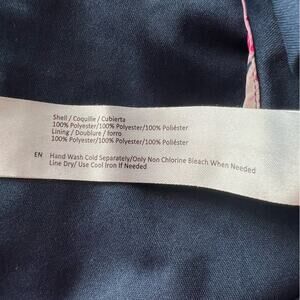 Shell / Coquille / Cubierta
100% Polyester/100% Polyester/100% Poliéster
Lining / Doublure / forro
100% Polyester/100% Polyester/100% Poliéster
EN Hand Wash Cold Separately/Only Non Chlorine Bleach When Needed
Line Dry/ Use Cool Iron If Needed